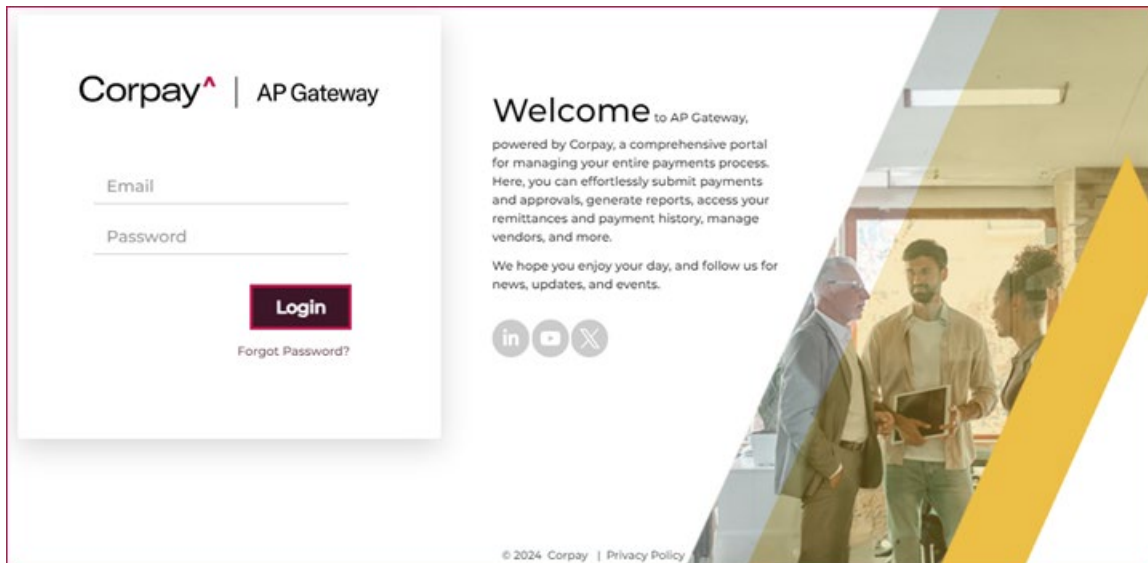 Corpay^ | AP Gateway
Email
Password
Login
Forgot Password?
Welcome to AP Gateway,
powered by Corpay, a comprehensive portal
for managing your entire payments process.
Here, you can effortlessly submit payments
and approvals, generate reports, access your
remittances and payment history, manage
vendors, and more.
We hope you enjoy your day, and follow us for
news, updates, and events.
in
X
© 2024 Corpay | Privacy Policy